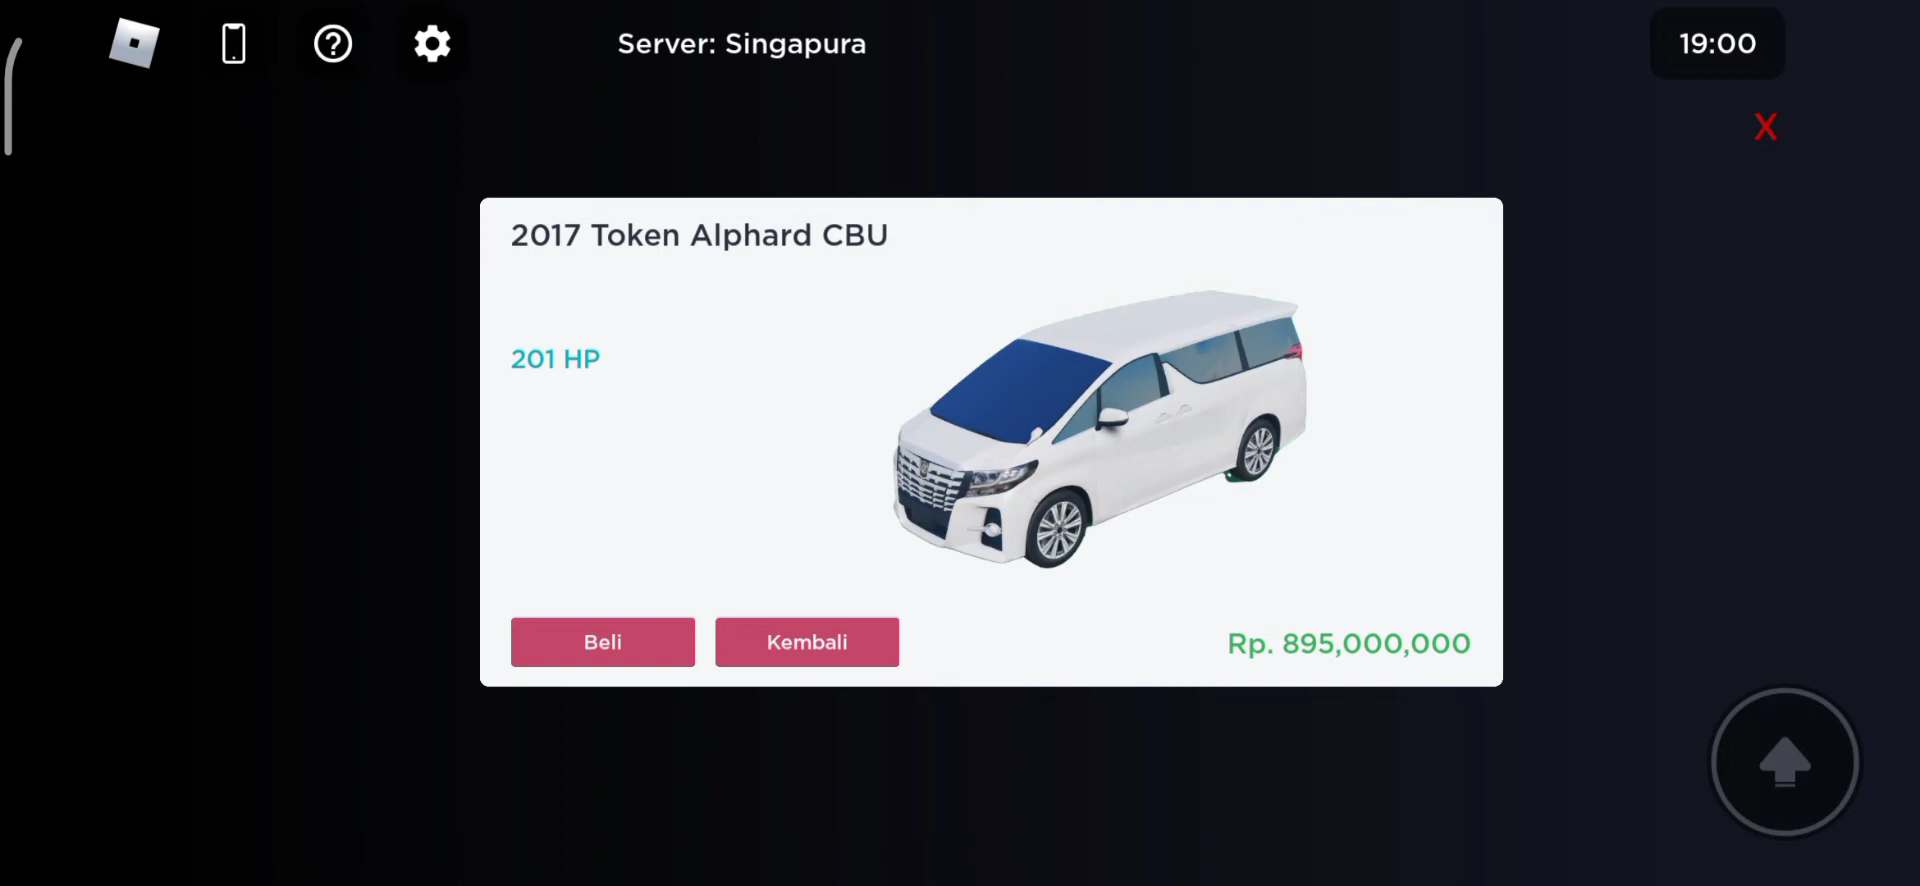 Server: Singapura
19:00
X
2017 Token Alphard CBU
201 HP
Beli
Kembali
Rp. 895,000,000